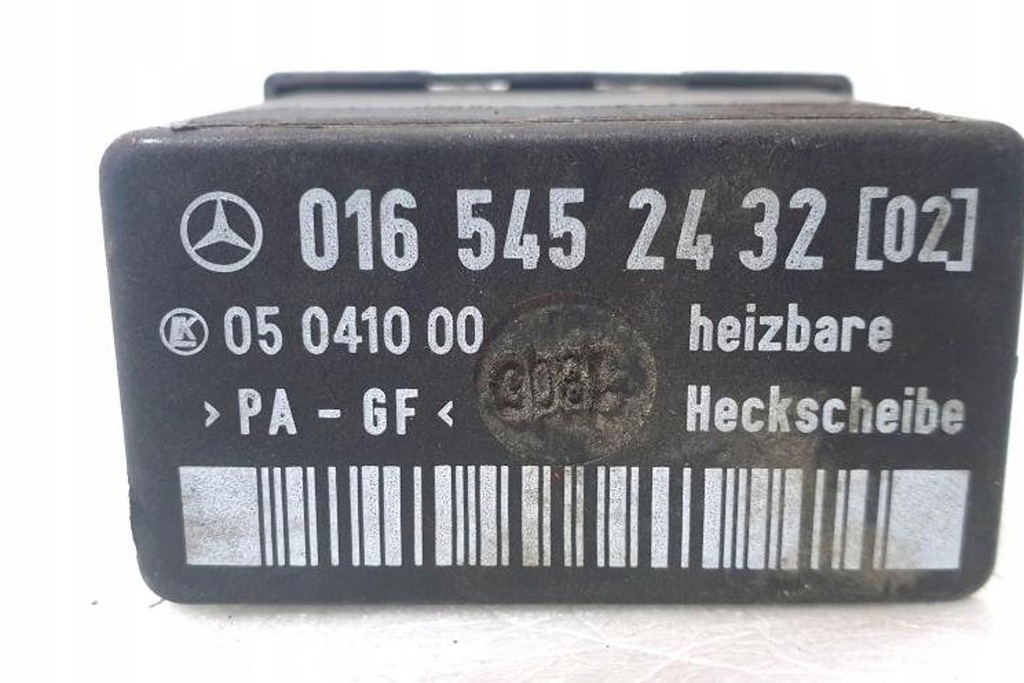 016 545 24 32 [02]
K 05 0410 00
heizbare
> PA - GF <
Heckscheibe